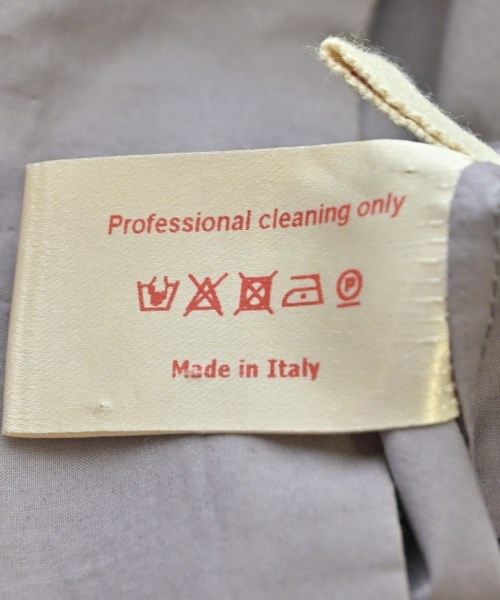 Professional cleaning only
P
Made in Italy